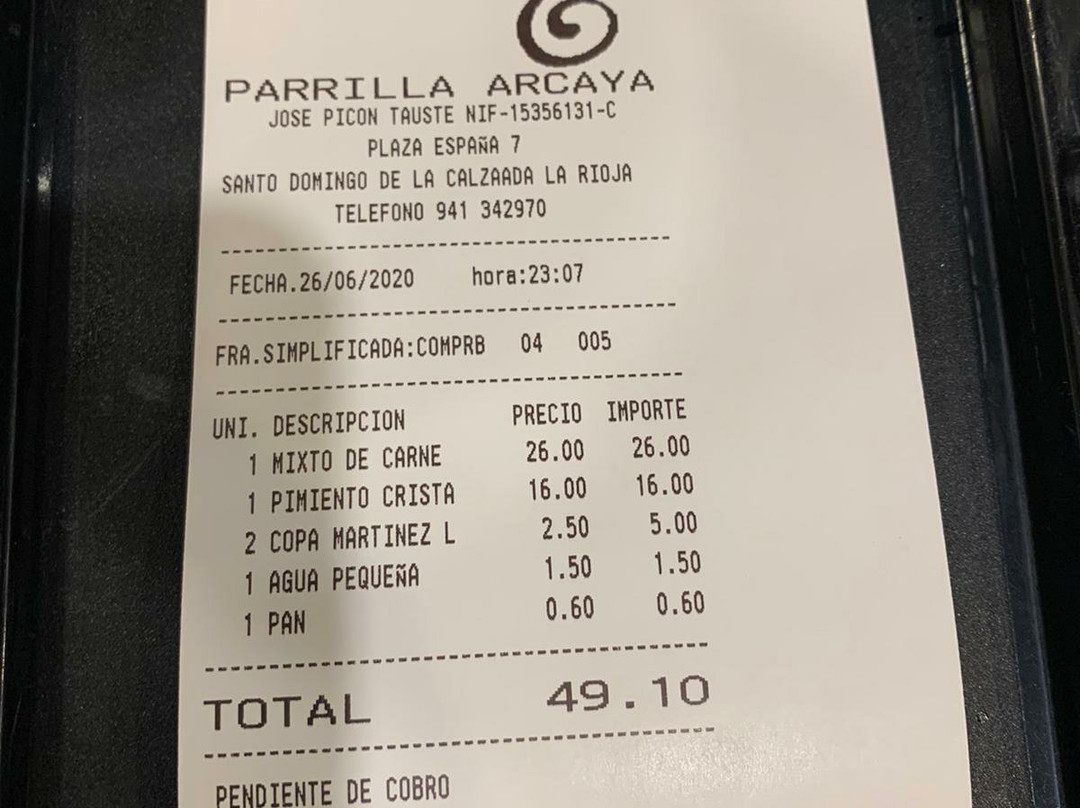 PARRILLA ARCAYA
JOSE PICON TAUSTE NIF-15356131-C
PLAZA ESPAÑA 7
SANTO DOMINGO DE LA CALZAADA LA RIOJA
TELEFONO 941 342970
FECHA.26/06/2020 hora:23:07
FRA.SIMPLIFICADA:COMPRB 04 005
UNI. DESCRIPCION PRECIO IMPORTE
1 MIXTO DE CARNE 26.00 26.00
1 PIMIENTO CRISTA 16.00 16.00
2 COPA MARTINEZ L 2.50 5.00
1 AGUA PEQUEÑA 1.50 1.50
1 PAN 0.60 0.60
TOTAL 49.10
PENDIENTE DE COBRO